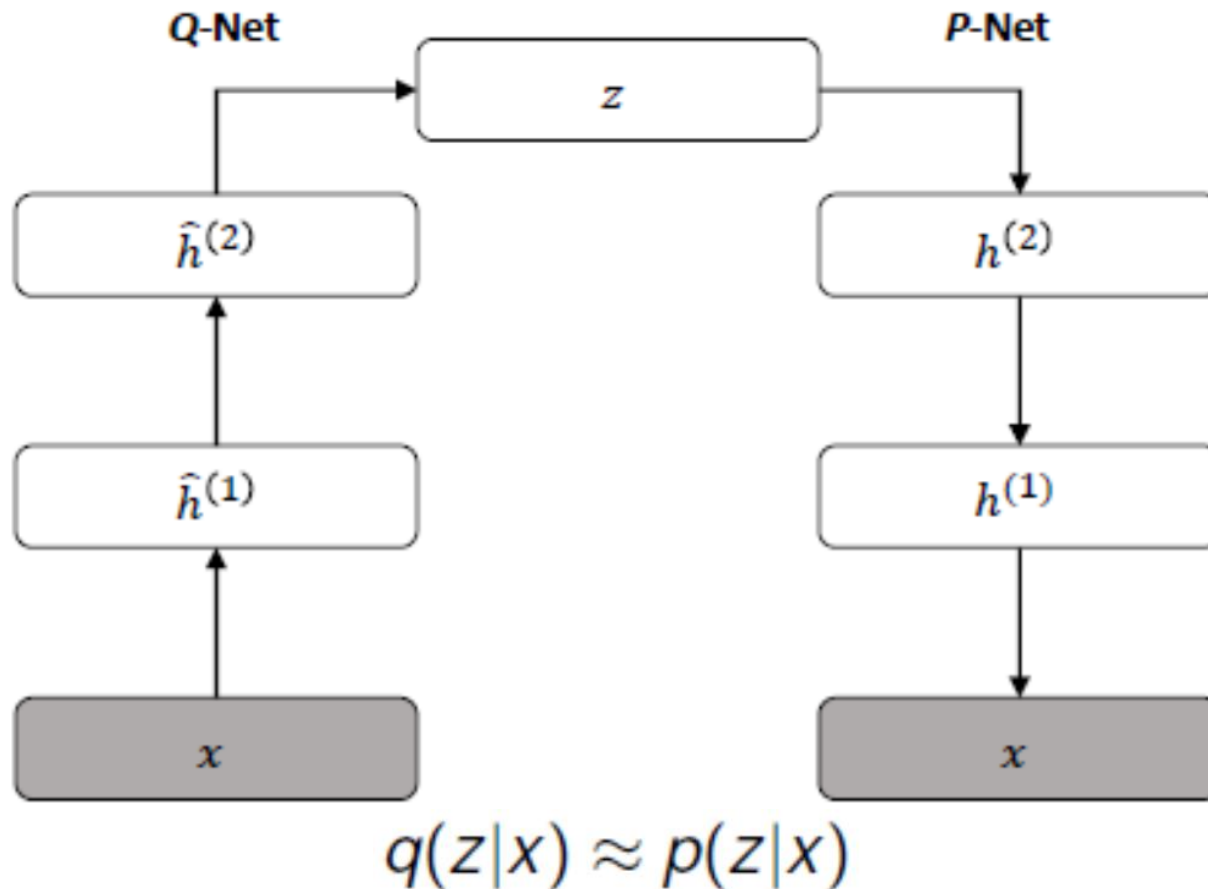 Q-Net P-Net
z
ĥ⁽²⁾ h⁽²⁾
ĥ⁽¹⁾ h⁽¹⁾
x x
q(z|x) ≈ p(z|x)